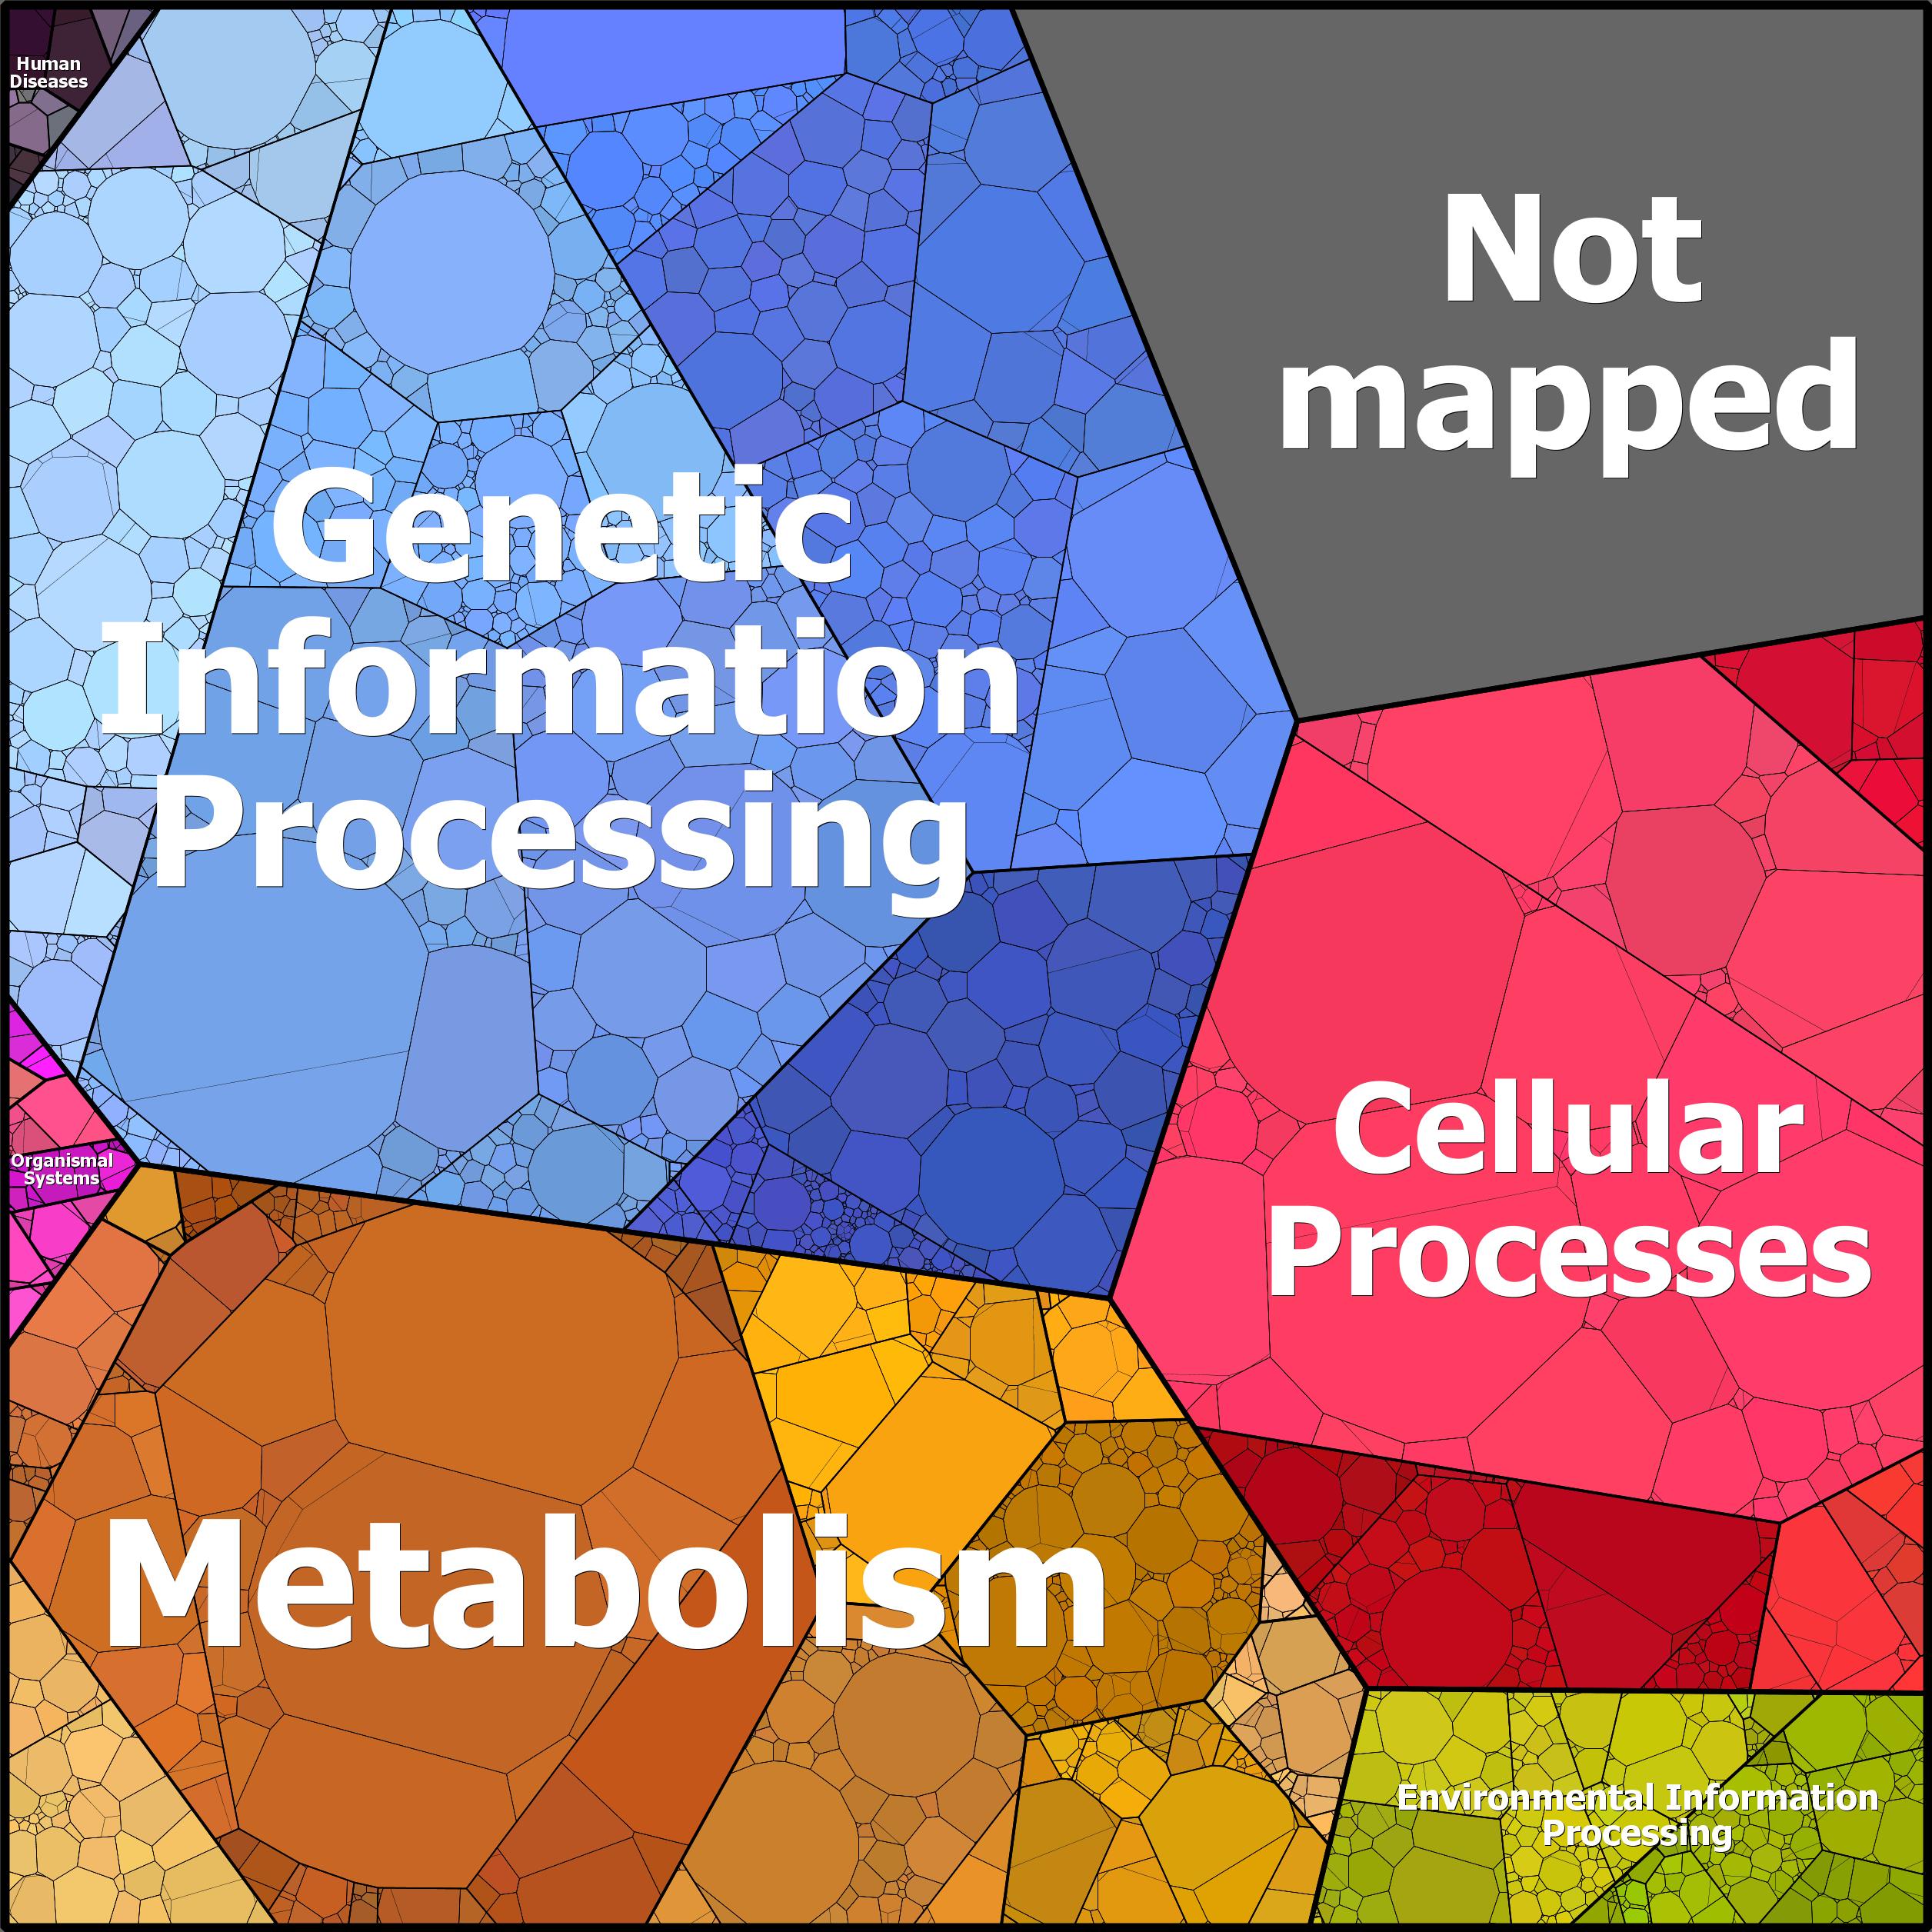 Human
Diseases
Not
mapped
Genetic
Information
Processing
Cellular
Processes
Organismal
Systems
Metabolism
Environmental Information
Processing